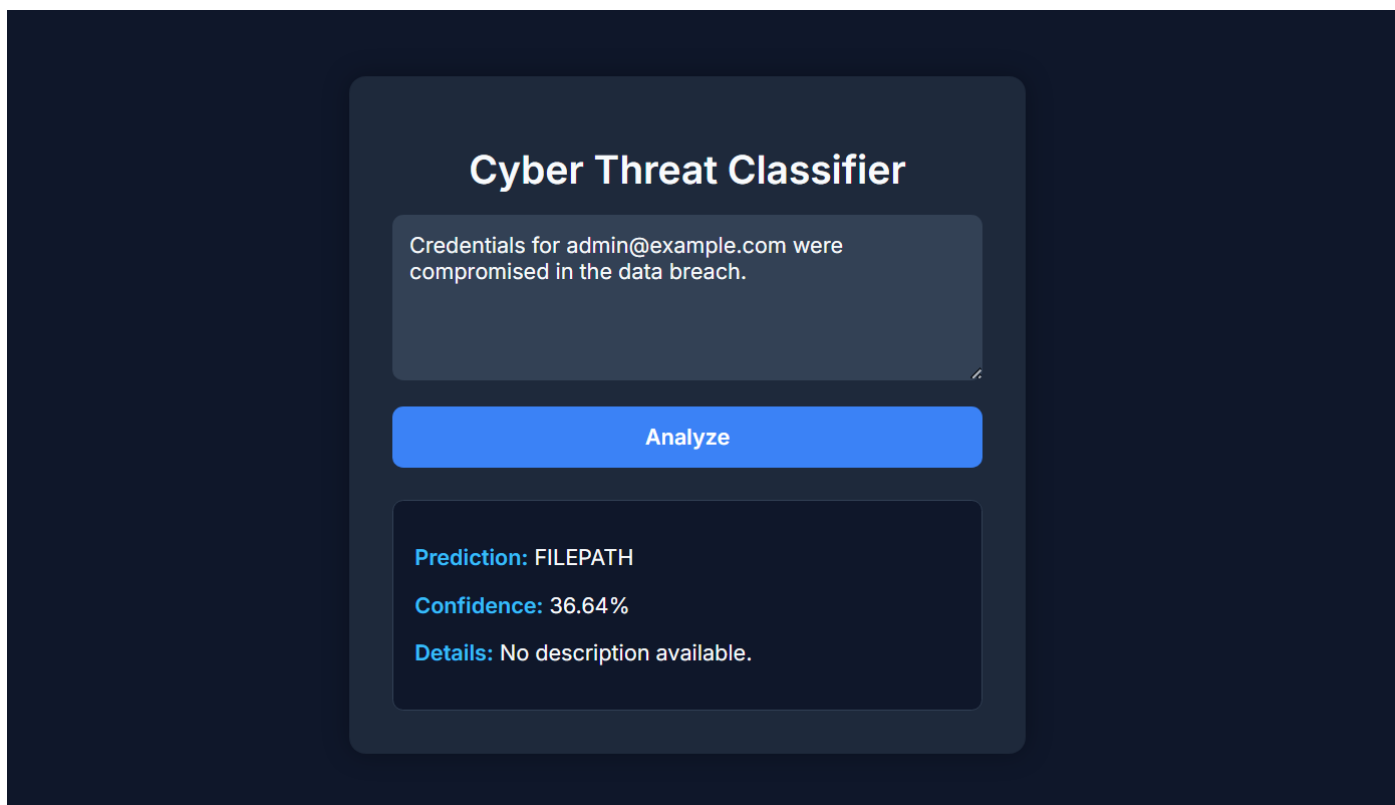 Cyber Threat Classifier
Credentials for admin@example.com were
compromised in the data breach.
Analyze
Prediction: FILEPATH
Confidence: 36.64%
Details: No description available.